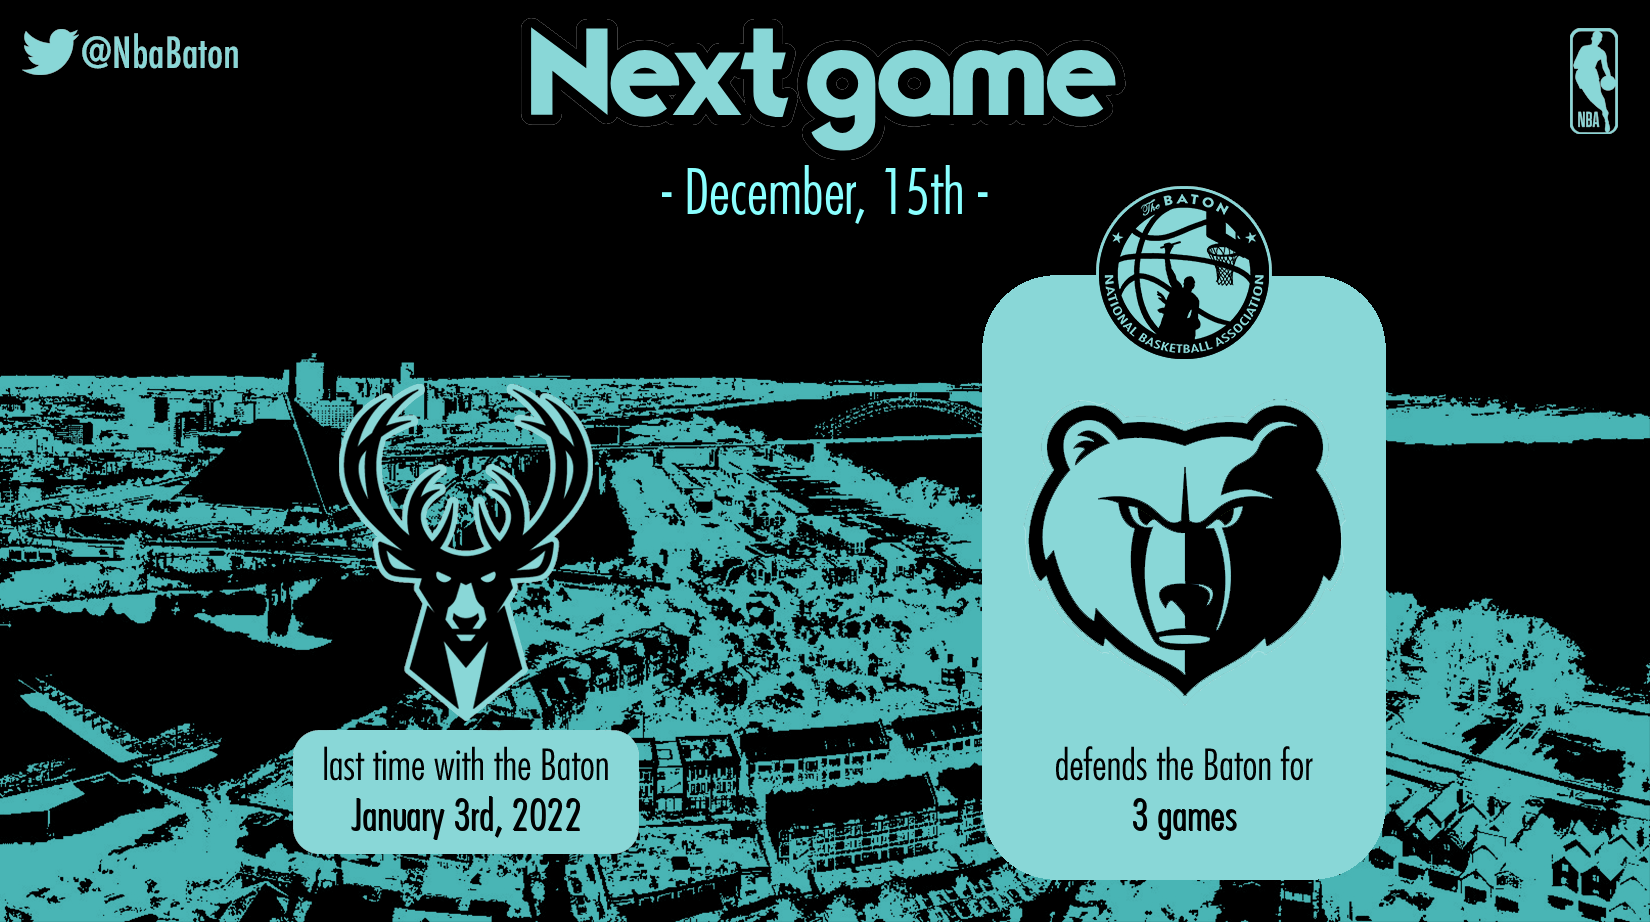 @NbaBaton
Next game
- December, 15th -
NBA
The BATON
NATIONAL BASKETBALL ASSOCIATION
last time with the Baton
January 3rd, 2022
defends the Baton for
3 games